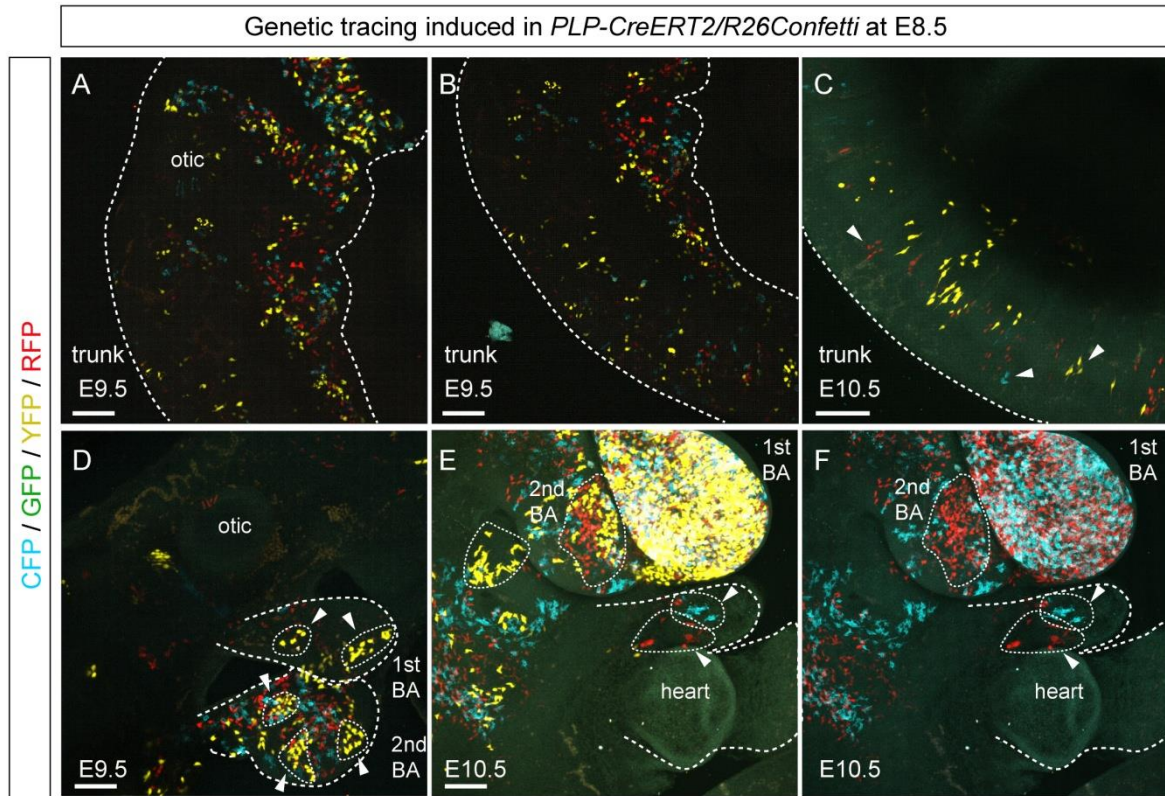 Genetic tracing induced in PLP-CreERT2/R26Confetti at E8.5
CFP / GFP / YFP / RFP
A
otic
trunk
E9.5
B
trunk
E9.5
C
trunk
E10.5
D
otic
1st
BA
2nd
BA
E9.5
E
1st
BA
2nd
BA
heart
E10.5
F
1st
BA
2nd
BA
heart
E10.5